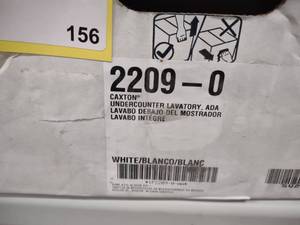 156
2209-0
CAXTON®
UNDERCOUNTER LAVATORY, ADA
LAVABO DEBAJO DEL MOSTRADOR
LAVABO INTÉGRÉ
WHITE/BLANCO/BLANC